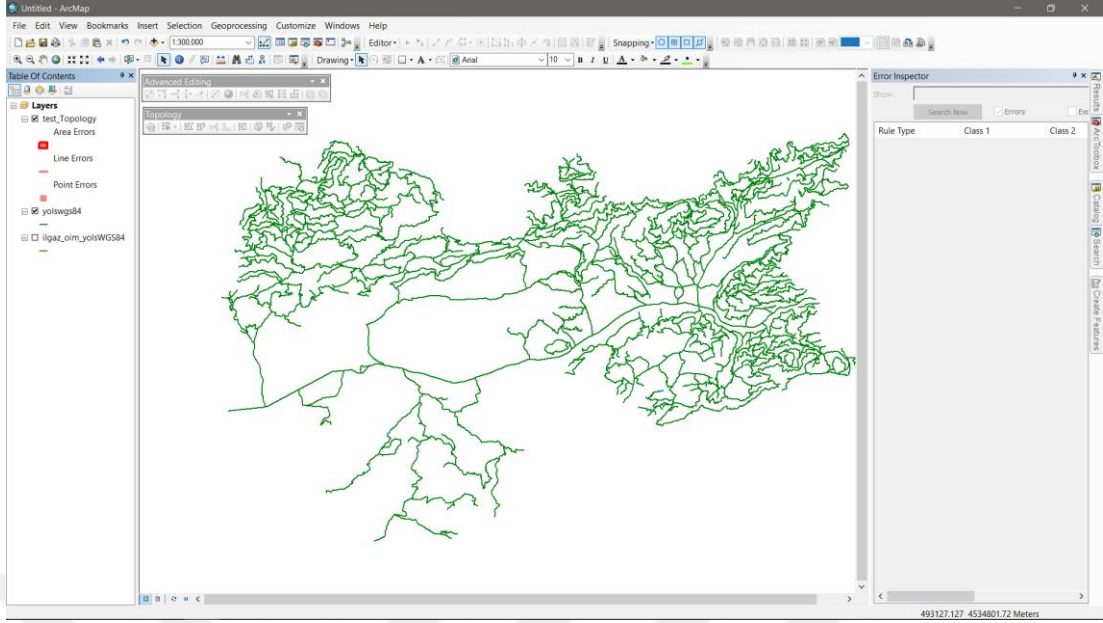 Untitled - ArcMap
File Edit View Bookmarks Insert Selection Geoprocessing Customize Windows Help
1:300.000 Editor Snapping
Drawing A Arial 10 B I U A
Table Of Contents
Layers
test_Topology
Area Errors
Line Errors
Point Errors
yolswgs84
ilgaz_oim_yolsWGS84
Advanced Editing
Topology
Error Inspector
Show:
Search Now Errors
Rule Type Class 1 Class 2
Results
ArcToolbox
Catalog
Search
Create Features
493127.127 4534801.72 Meters